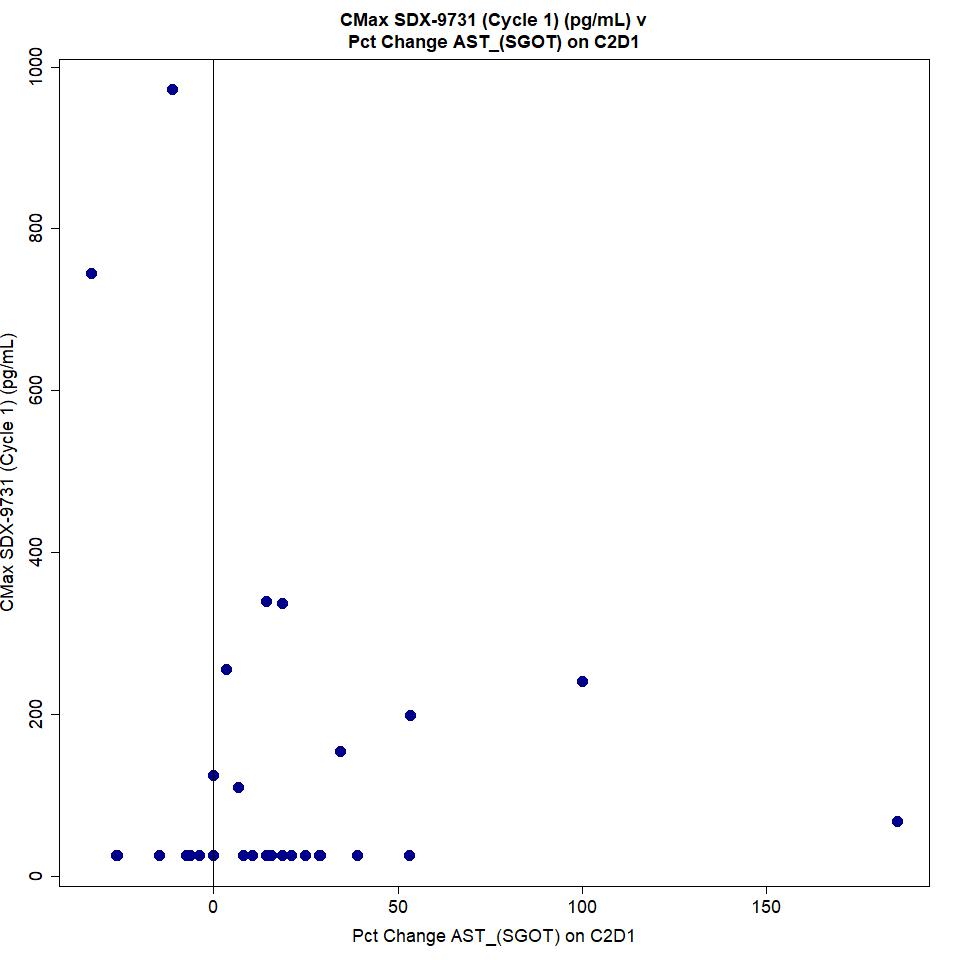 CMax SDX-9731 (Cycle 1) (pg/mL) v
Pct Change AST_(SGOT) on C2D1
CMax SDX-9731 (Cycle 1) (pg/mL)
1000
800
600
400
200
0
0 50 100 150
Pct Change AST_(SGOT) on C2D1